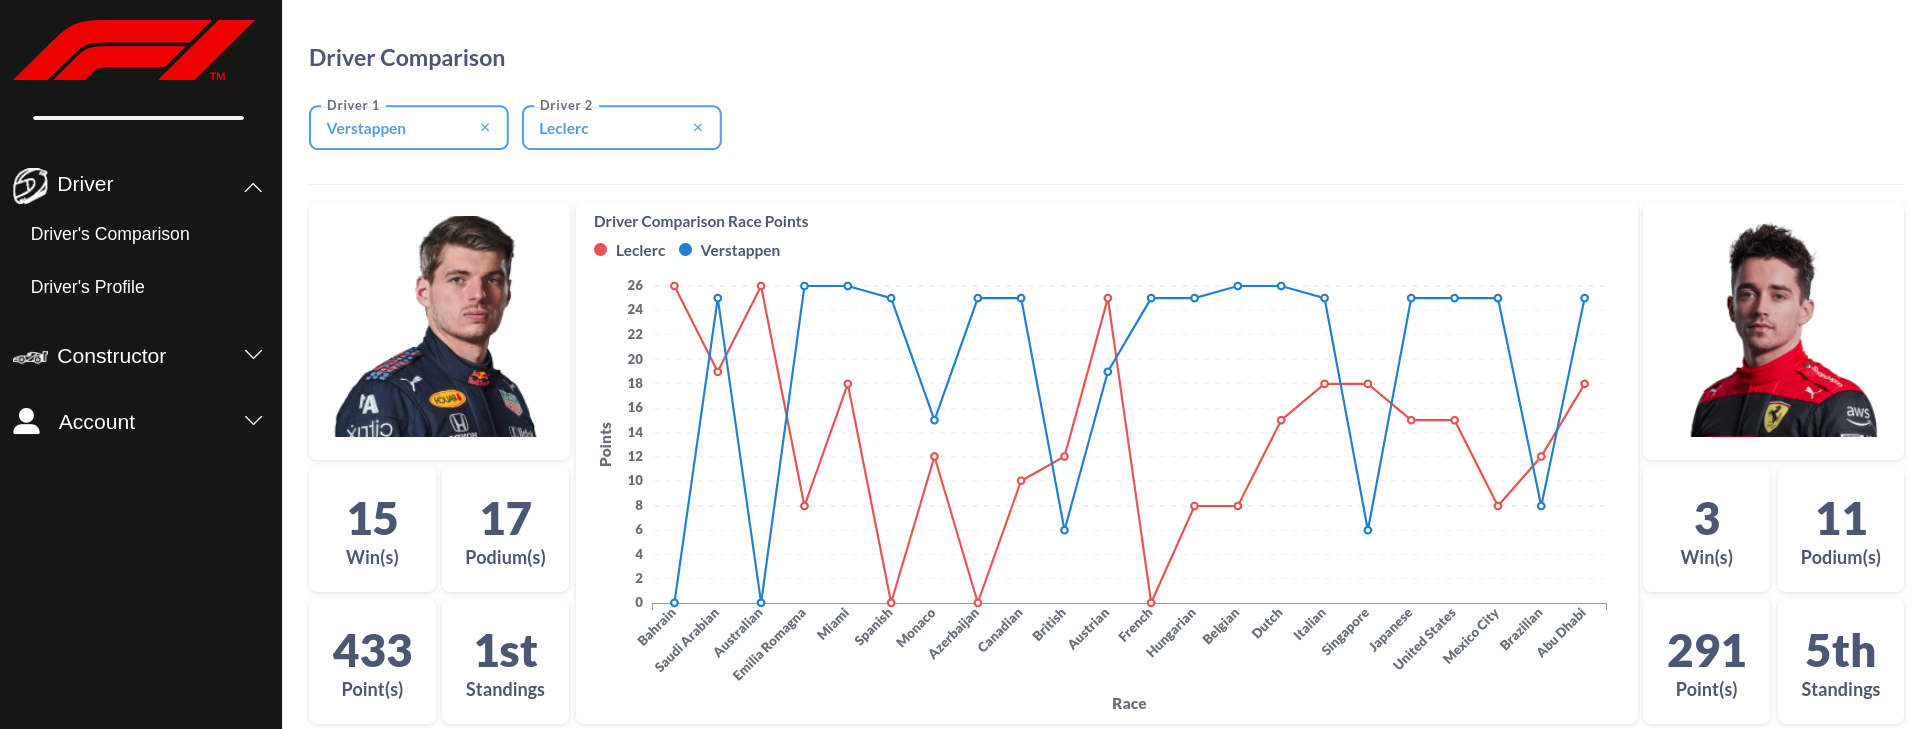 TM
Driver
Driver's Comparison
Driver's Profile
Constructor
Account
Driver Comparison
Driver 1
Verstappen ×
Driver 2
Leclerc ×
citrix
HONDA
15
Win(s)
17
Podium(s)
433
Point(s)
1st
Standings
Driver Comparison Race Points
Leclerc Verstappen
26
24
22
20
18
16
14
12
10
8
6
4
2
0
Points
Bahrain
Saudi Arabian
Australian
Emilia Romagna
Miami
Spanish
Monaco
Azerbaijan
Canadian
British
Austrian
French
Hungarian
Belgian
Dutch
Italian
Singapore
Japanese
United States
Mexico City
Brazilian
Abu Dhabi
Race
aws
3
Win(s)
11
Podium(s)
291
Point(s)
5th
Standings